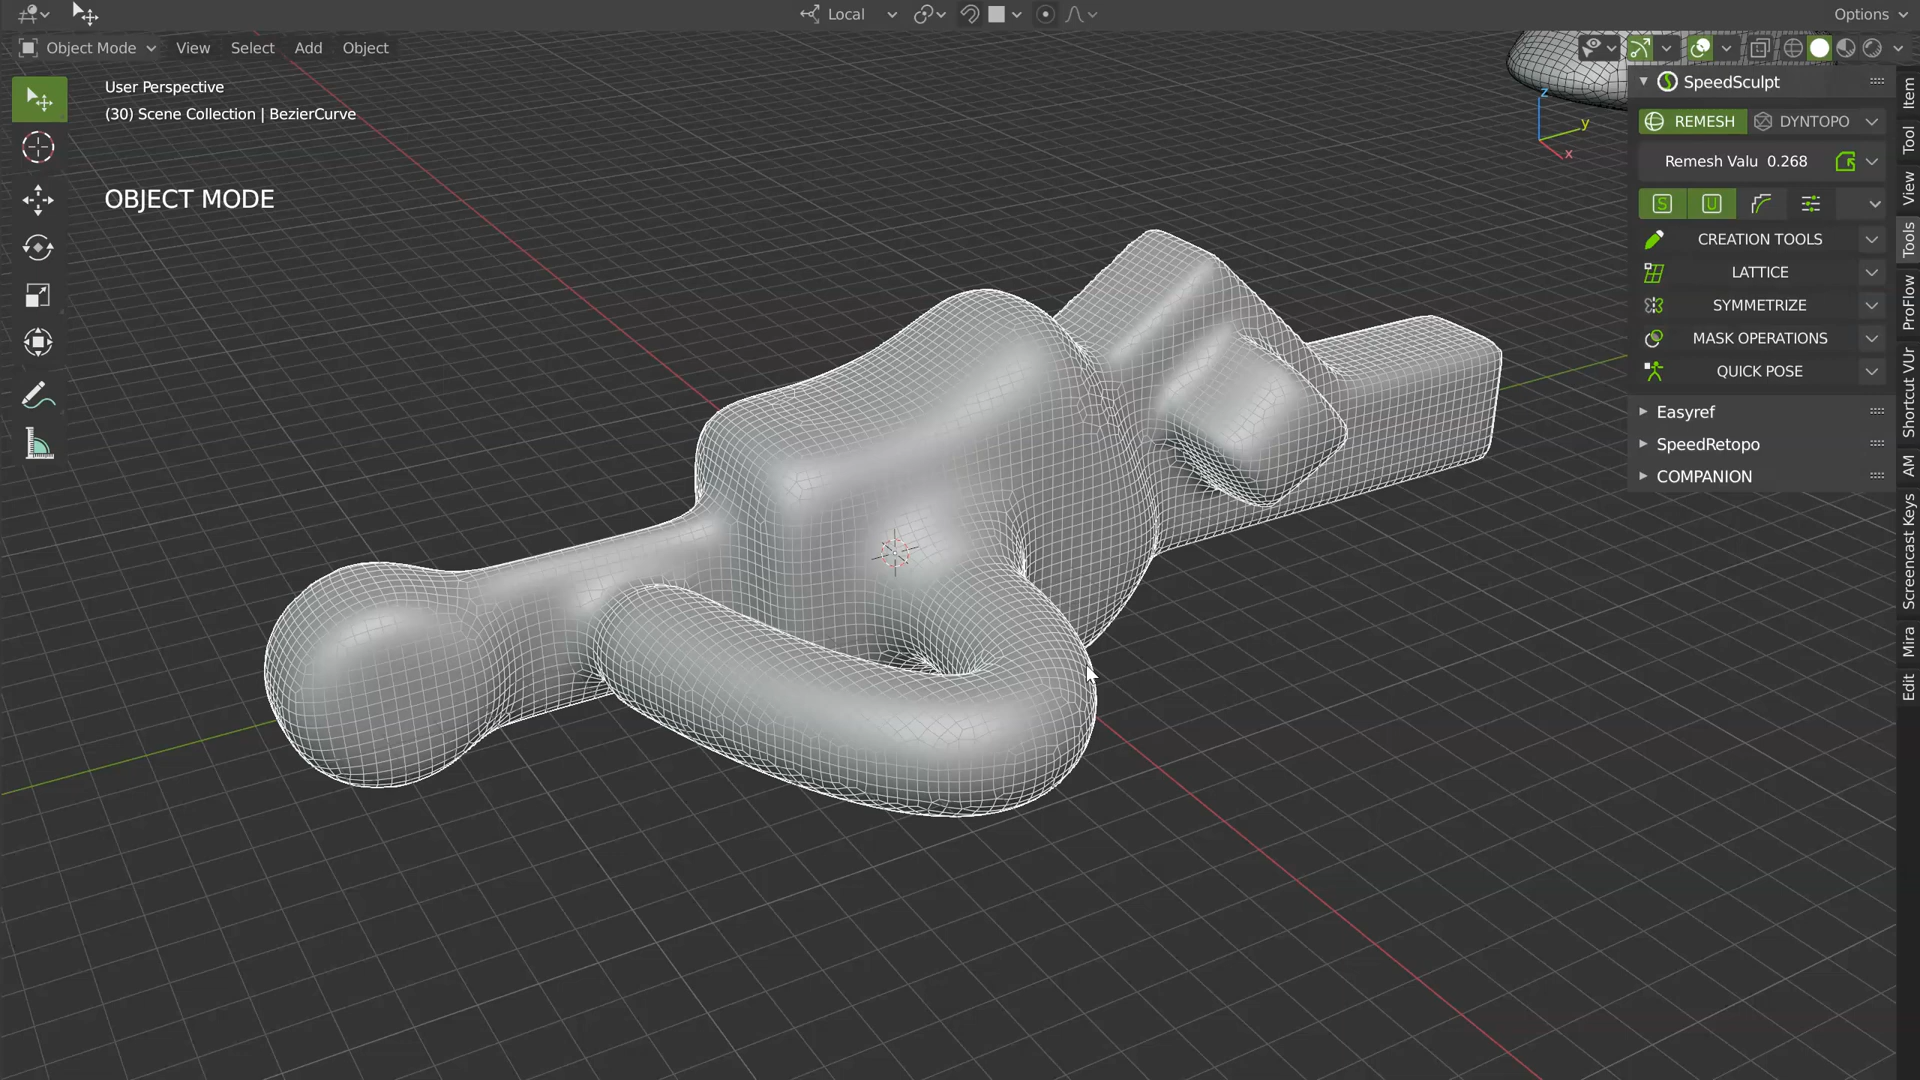 Local
Options
Object Mode View Select Add Object
User Perspective
(30) Scene Collection | BezierCurve
OBJECT MODE
z
y
x
SpeedSculpt
REMESH DYNTOPO
Remesh Valu 0.268
S U
CREATION TOOLS
LATTICE
SYMMETRIZE
MASK OPERATIONS
QUICK POSE
Easyref
SpeedRetopo
COMPANION
Item
Tool
View
Tools
ProFlow
Shortcut VUr
AM
Screencast Keys
Mira
Edit